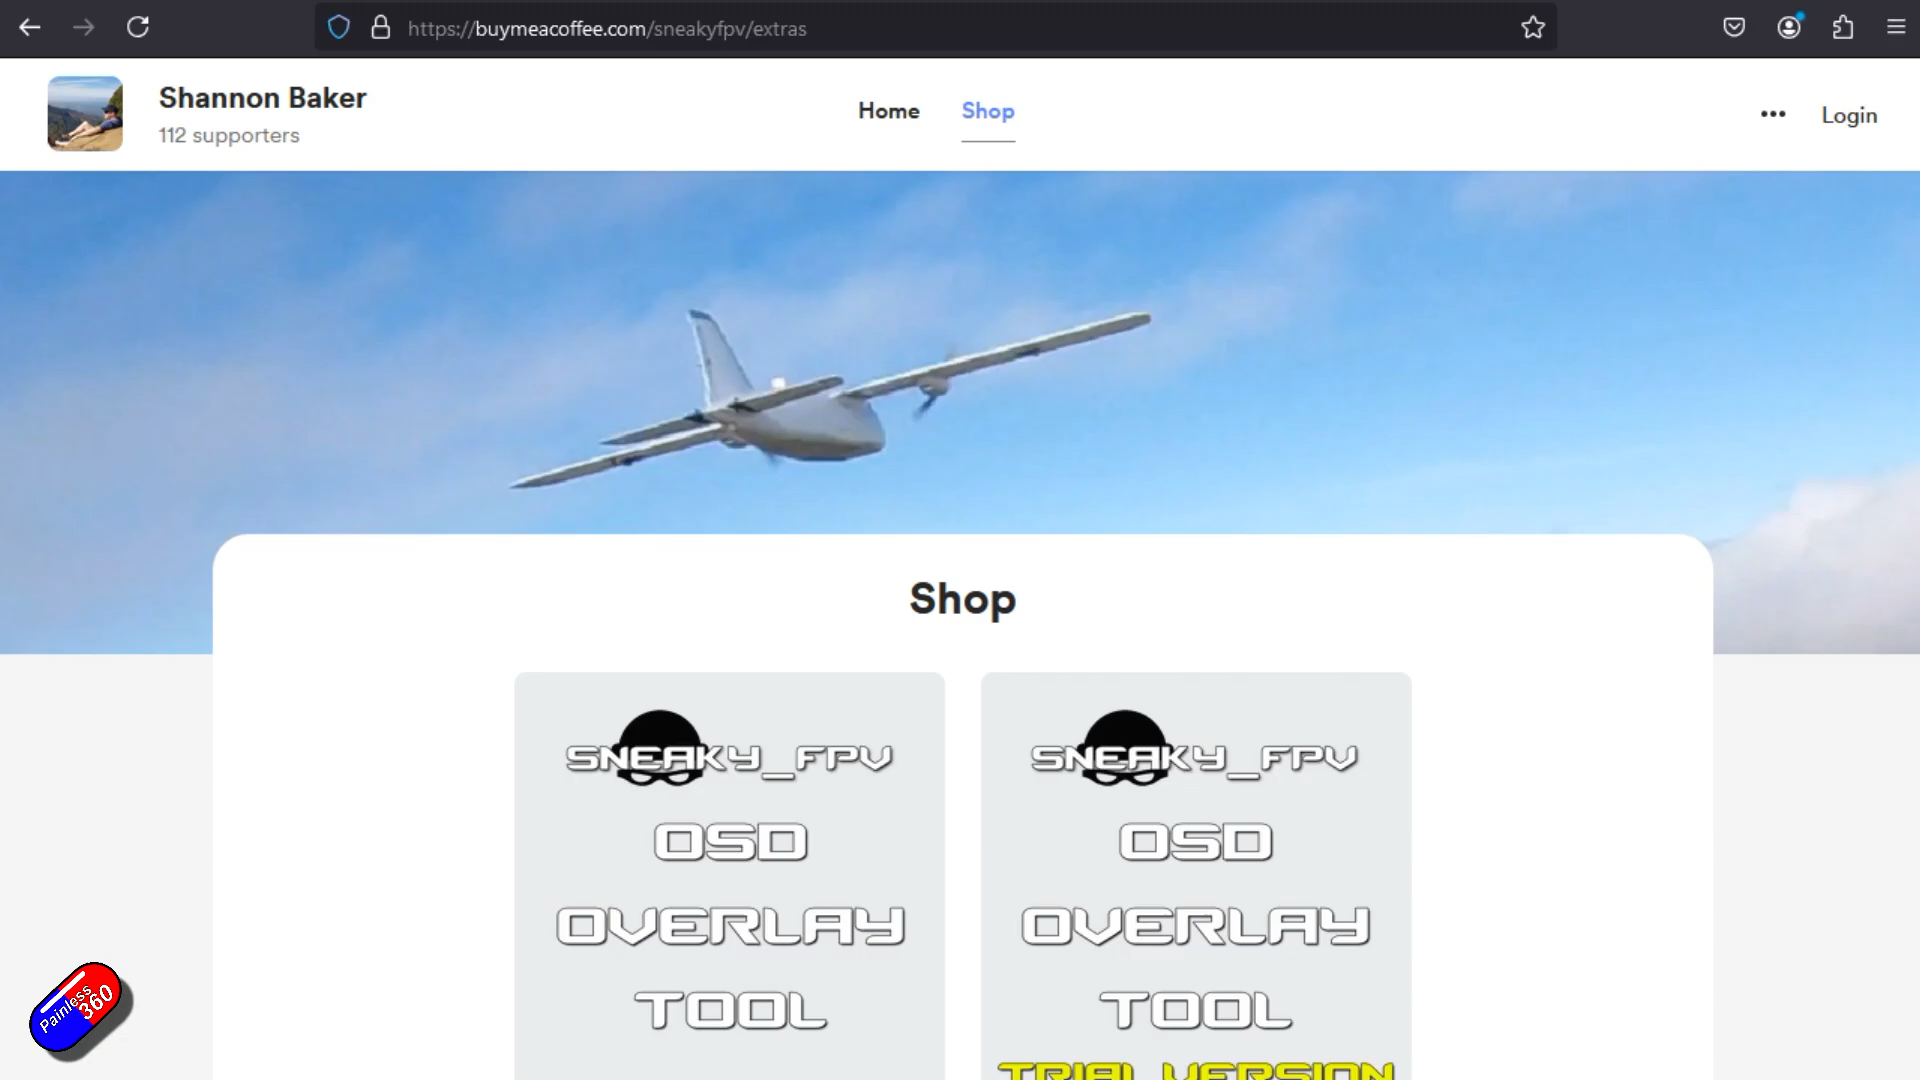 https://buymeacoffee.com/sneakyfpv/extras
Shannon Baker
112 supporters
Home
Shop
•••
Login
Shop
SNEAKY_FPV
OSD
OVERLAY
TOOL
SNEAKY_FPV
OSD
OVERLAY
TOOL
TRIAL VERSION
Painless
360